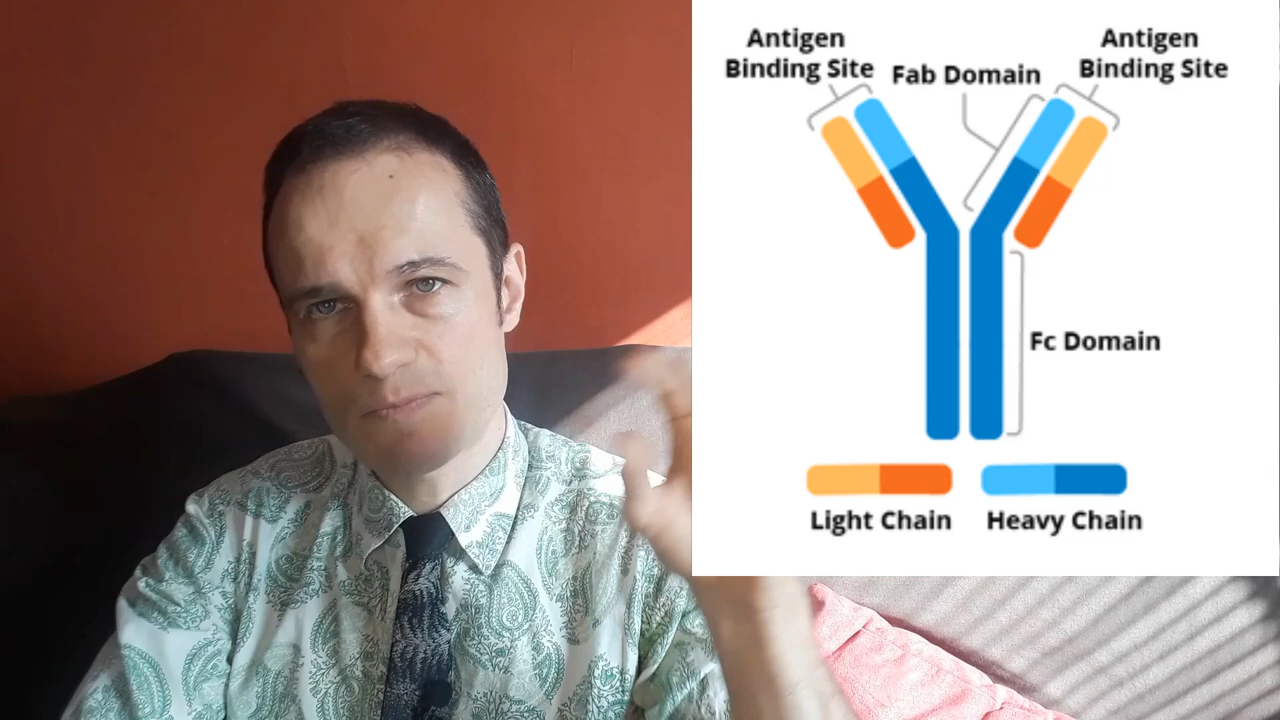 Antigen
Binding Site
Fab Domain
Antigen
Binding Site
Fc Domain
Light Chain
Heavy Chain